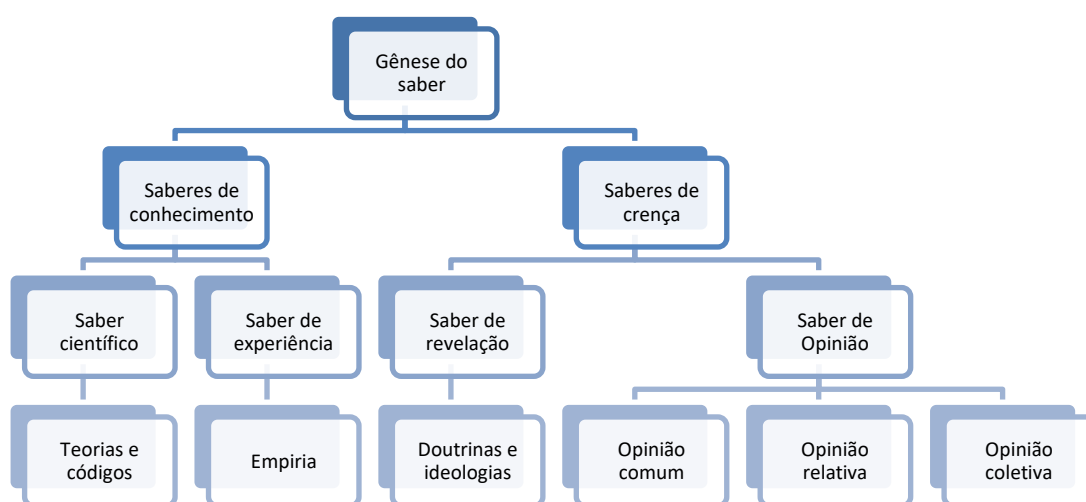 Gênese do
saber
Saberes de
conhecimento
Saberes de
crença
Saber
científico
Saber de
experiência
Saber de
revelação
Saber de
Opinião
Teorias e
códigos
Empiria
Doutrinas e
ideologias
Opinião
comum
Opinião
relativa
Opinião
coletiva